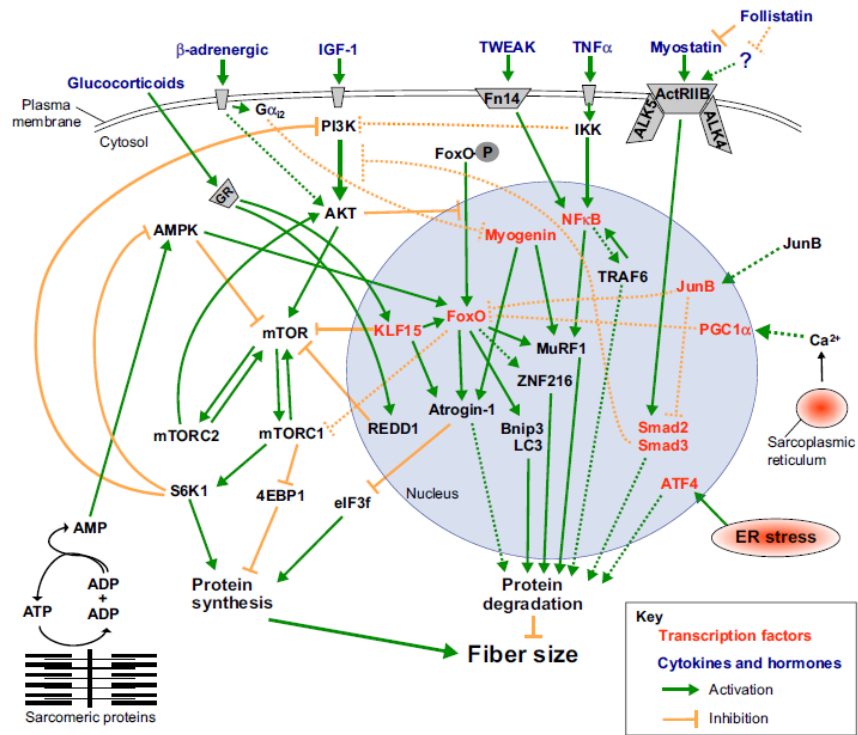 Follistatin
β-adrenergic
IGF-1
TWEAK
TNFα
Myostatin
?
Glucocorticoids
Plasma
membrane
Cytosol
Gαi2
Fn14
ActRIIB
ALK5
ALK4
PI3K
IKK
FoxO-P
GR
AKT
AMPK
NFκB
Myogenin
TRAF6
JunB
JunB
mTOR
KLF15
FoxO
PGC1α
Ca2+
MuRF1
ZNF216
mTORC2
mTORC1
REDD1
Atrogin-1
Bnip3
LC3
Smad2
Smad3
Sarcoplasmic
reticulum
S6K1
4EBP1
eIF3f
Nucleus
ATF4
AMP
ER stress
ADP
+
ADP
ATP
Protein
synthesis
Protein
degradation
Fiber size
Sarcomeric proteins
Key
Transcription factors
Cytokines and hormones
Activation
Inhibition